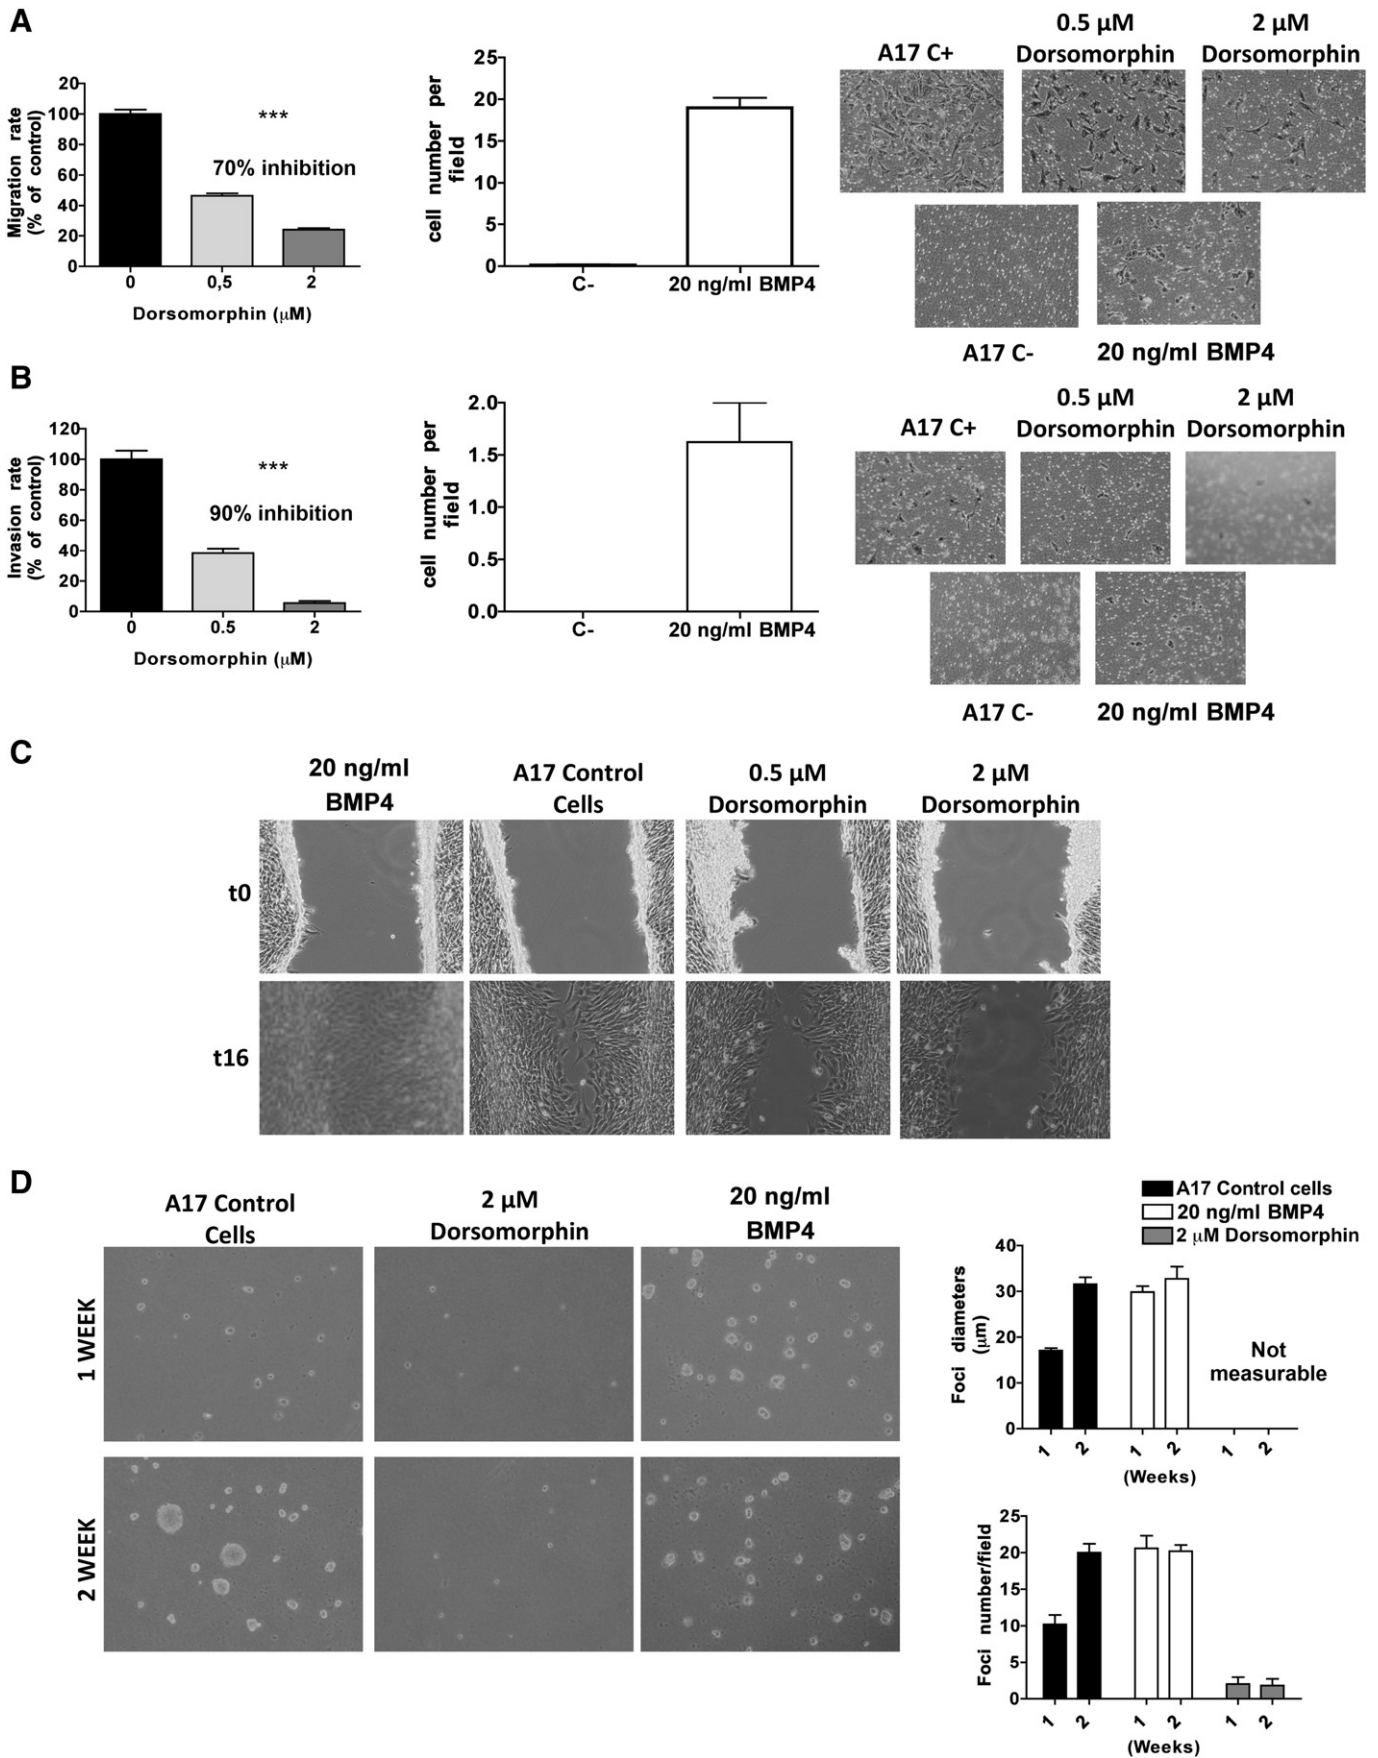 A
Migration rate
(% of control)
20
100
80
60
40
20
0
***
70% inhibition
0
0,5
2
Dorsomorphin (μM)
cell number per
field
25
20
15
10
5
0
C-
20 ng/ml BMP4
A17 C+
0.5 μM
Dorsomorphin
2 μM
Dorsomorphin
A17 C-
20 ng/ml BMP4
B
Invasion rate
(% of control)
120
100
80
60
40
20
0
***
90% inhibition
0
0.5
2
Dorsomorphin (μM)
cell number per
field
2.0
1.5
1.0
0.5
0.0
C-
20 ng/ml BMP4
A17 C+
0.5 μM
Dorsomorphin
2 μM
Dorsomorphin
A17 C-
20 ng/ml BMP4
C
20 ng/ml
BMP4
A17 Control
Cells
0.5 μM
Dorsomorphin
2 μM
Dorsomorphin
t0
t16
D
A17 Control
Cells
2 μM
Dorsomorphin
20 ng/ml
BMP4
1 WEEK
2 WEEK
A17 Control cells
20 ng/ml BMP4
2 μM Dorsomorphin
Foci diameters
(μm)
40
30
20
10
0
Not
measurable
1
2
1
2
1
2
(Weeks)
Foci number/field
25
20
15
10
5
0
1
2
1
2
1
2
(Weeks)